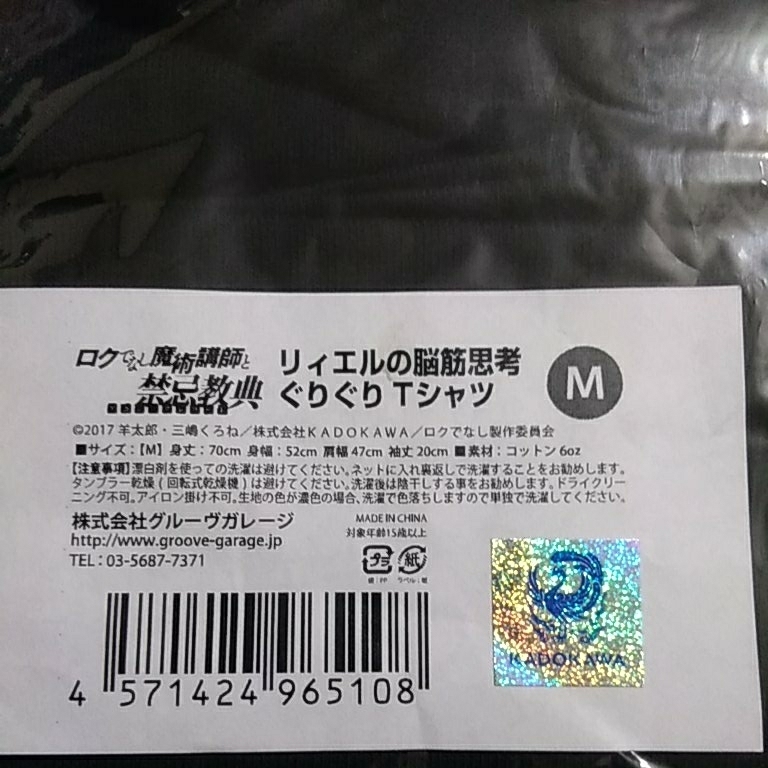 ロクでなし魔術講師と
禁忌教典
リィエルの脳筋思考
ぐりぐりTシャツ
M
©2017 羊太郎・三嶋くろね／株式会社KADOKAWA／ロクでなし製作委員会
■サイズ：【M】身丈：70cm 身幅：52cm 肩幅 47cm 袖丈 20cm ■素材：コットン 6oz
【注意事項】漂白剤を使っての洗濯は避けてください。ネットに入れ裏返しで洗濯することをお勧めします。
タンブラー乾燥（回転式乾燥機）は避けてください。洗濯後は陰干しする事をお勧めします。ドライクリー
ニング不可。アイロン掛け不可。生地の色が濃色の場合、洗濯で色落ちしますので単独で洗濯してください。
株式会社グルーヴガレージ
http://www.groove-garage.jp
TEL：03-5687-7371
MADE IN CHINA
対象年齢15歳以上
プラ 紙
袋：PP ラベル：紙
4 571424 965108
KADOKAWA